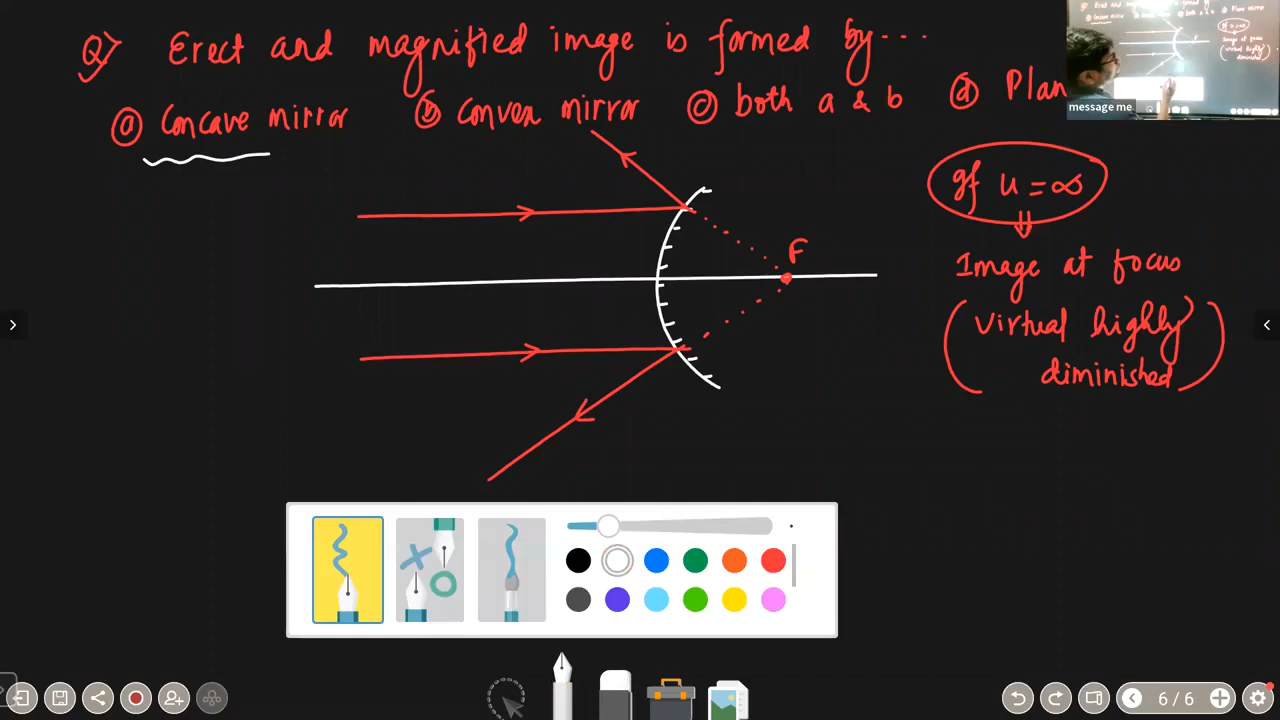 Q> Erect and magnified image is formed by...
(a) Concave mirror (b) Convex mirror (c) both a & b (d) Plan
message me
If u = ∞
⇓
Image at focus
(virtual highly
diminished)
F
6 / 6